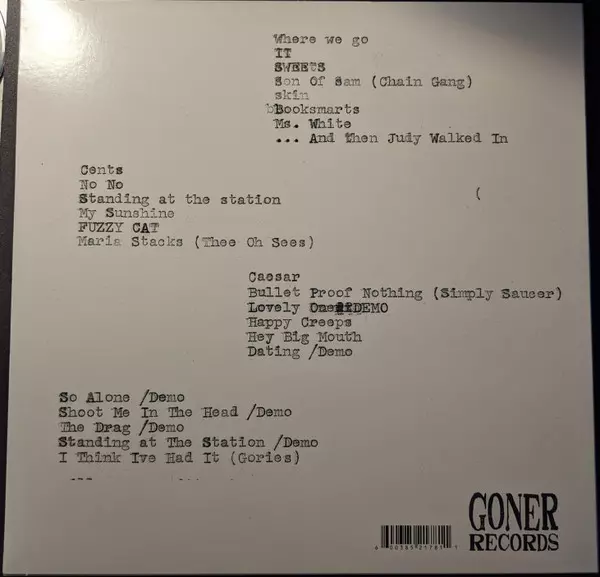 Where we go
IT
SWEETS
Son Of Sam (Chain Gang)
skin
Booksmarts
Ms. White
... And Then Judy Walked In
Cents
No No
Standing at the station
(
My Sunshine
FUZZY CAT
Maria Stacks (Thee Oh Sees)
Caesar
Bullet Proof Nothing (Simply Saucer)
Lovely One /DEMO
Happy Creeps
Hey Big Mouth
Dating /Demo
So Alone /Demo
Shoot Me In The Head /Demo
The Drag /Demo
Standing at The Station /Demo
I Think Ive Had It (Gories)
GONER
RECORDS